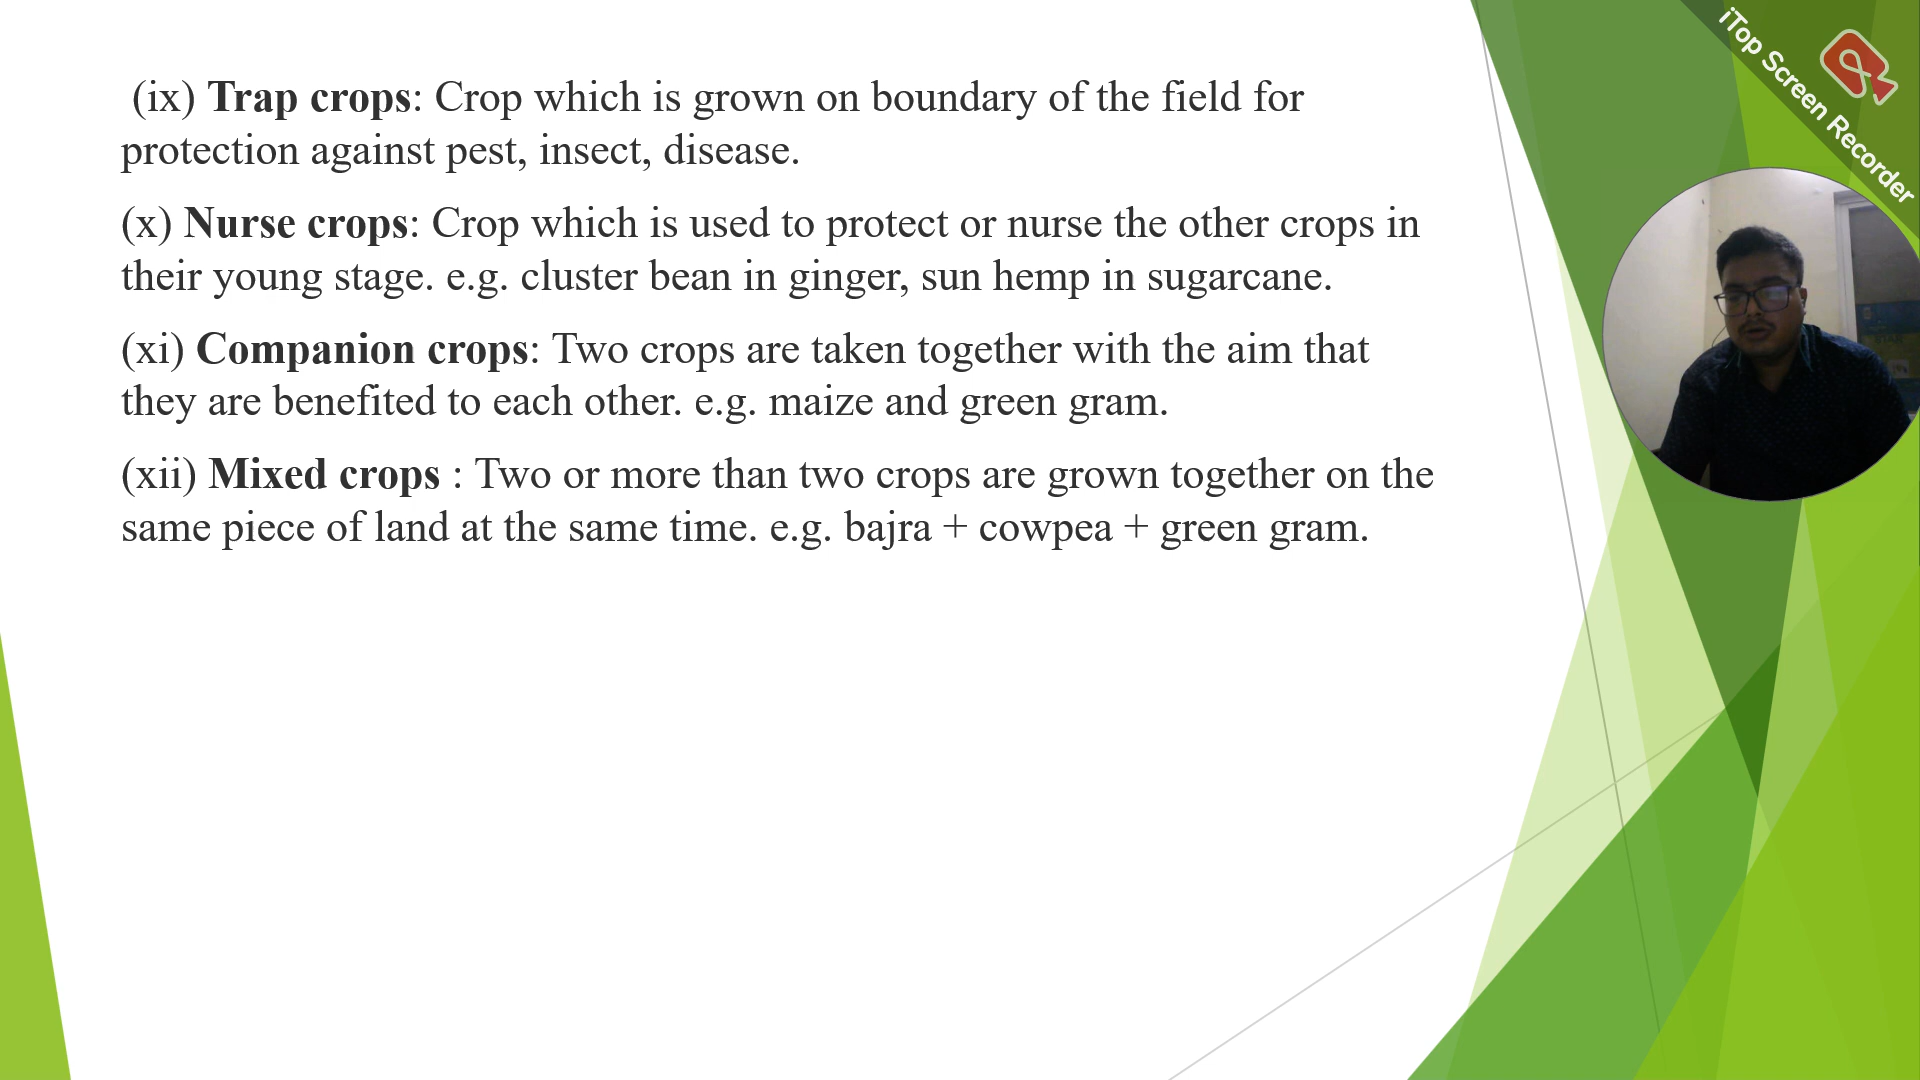 (ix) Trap crops: Crop which is grown on boundary of the field for
protection against pest, insect, disease.
(x) Nurse crops: Crop which is used to protect or nurse the other crops in
their young stage. e.g. cluster bean in ginger, sun hemp in sugarcane.
(xi) Companion crops: Two crops are taken together with the aim that
they are benefited to each other. e.g. maize and green gram.
(xii) Mixed crops : Two or more than two crops are grown together on the
same piece of land at the same time. e.g. bajra + cowpea + green gram.
iTop Screen Recorder